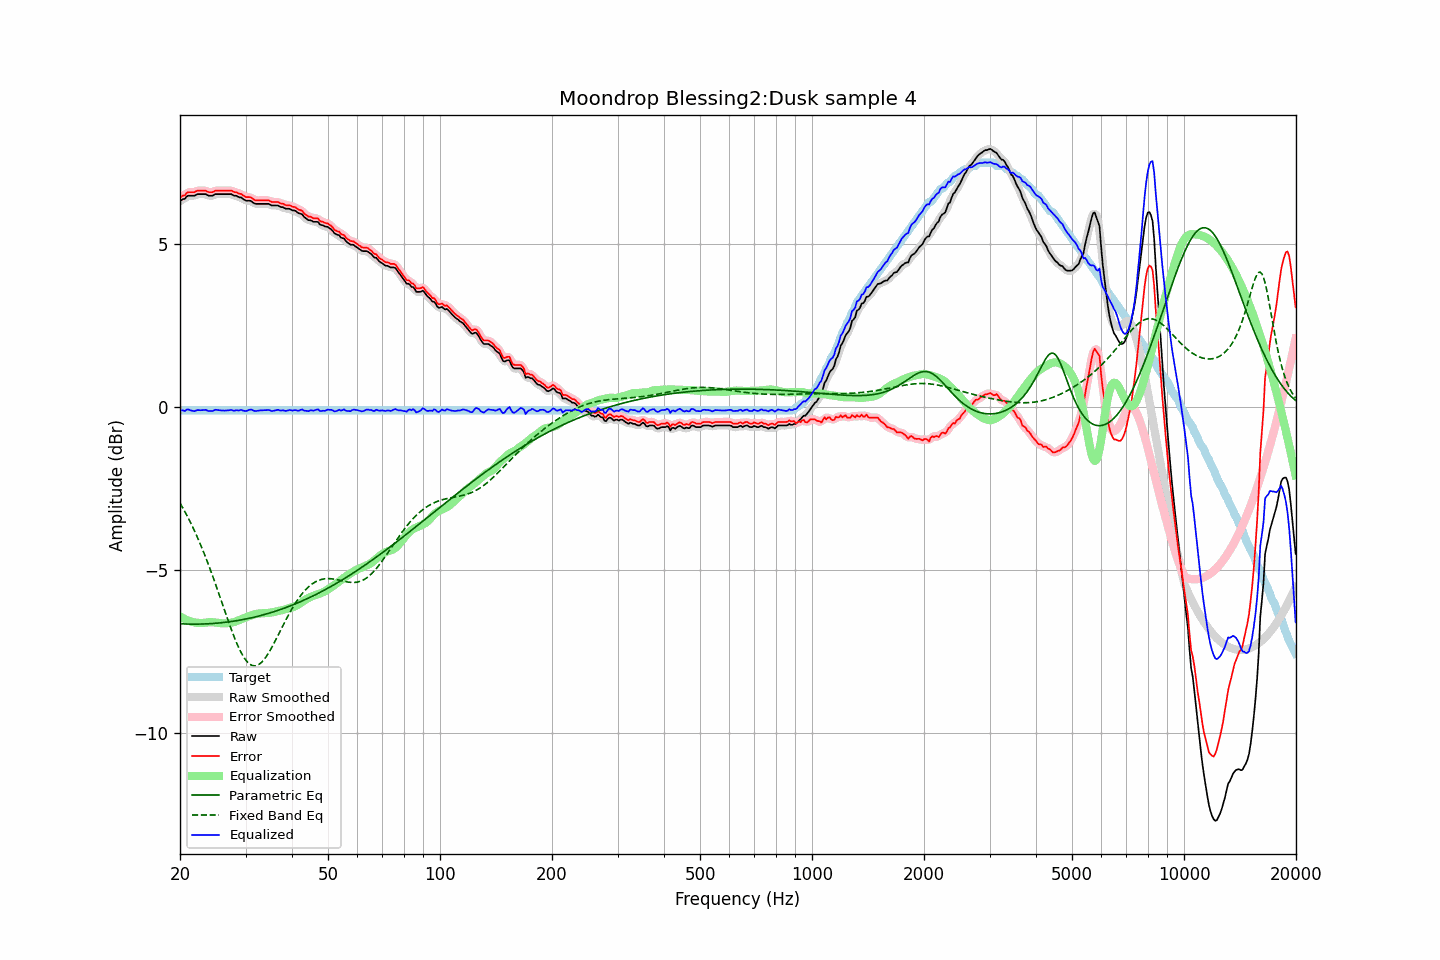 Moondrop Blessing2:Dusk sample 4
Amplitude (dBr)
5
0
−5
−10
Target
Raw Smoothed
Error Smoothed
Raw
Error
Equalization
Parametric Eq
Fixed Band Eq
Equalized
20 50 100 200 500 1000 2000 5000 10000 20000
Frequency (Hz)